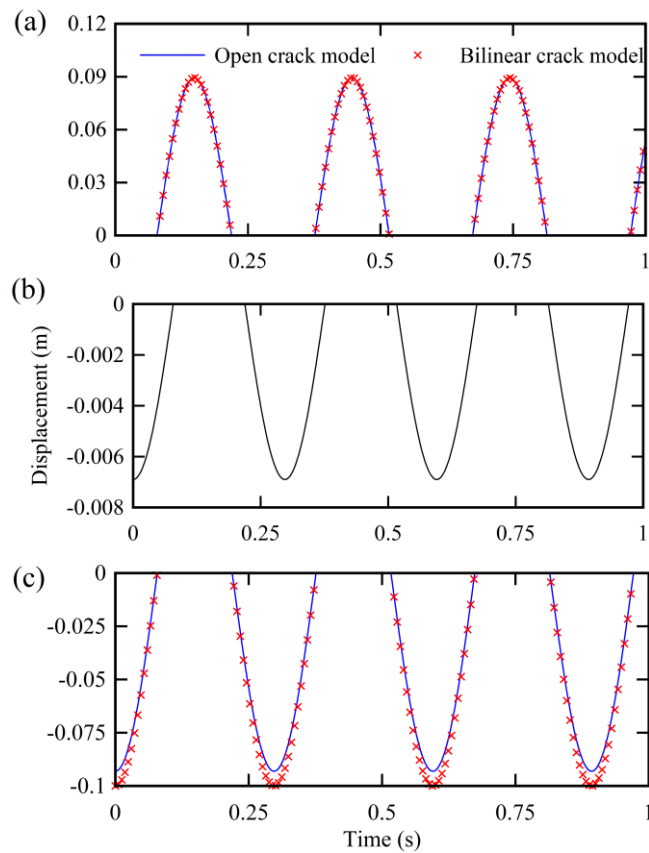 (a)
0.12
Open crack model × Bilinear crack model
0.09
0.06
0.03
0
0 0.25 0.5 0.75 1
(b)
0
-0.002
-0.004
-0.006
-0.008
Displacement (m)
0 0.25 0.5 0.75 1
(c)
0
-0.025
-0.05
-0.075
-0.1
0 0.25 0.5 0.75 1
Time (s)